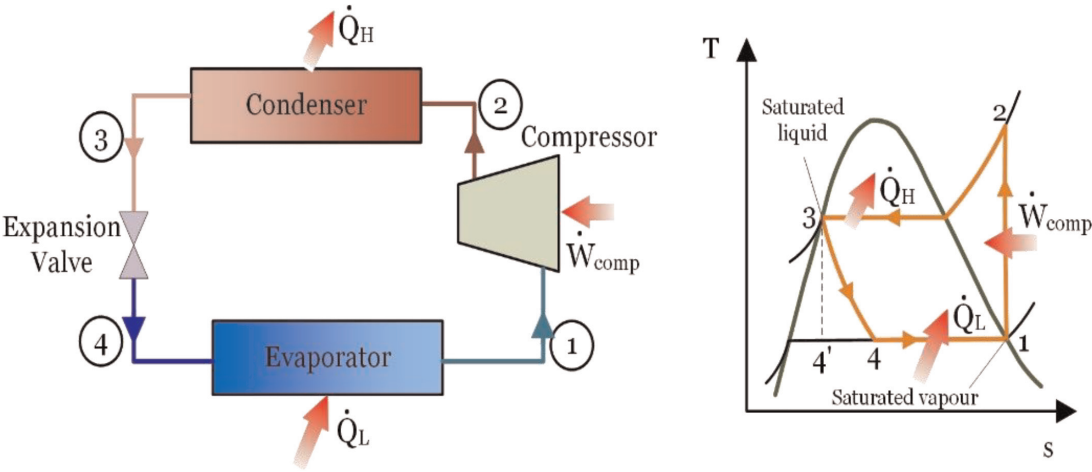 Q̇H
Condenser
2
3
Compressor
Expansion
Valve
Ẇcomp
4
Evaporator
1
Q̇L
T
Saturated
liquid
2
3
Q̇H
Ẇcomp
Q̇L
4'
4
1
Saturated vapour
s